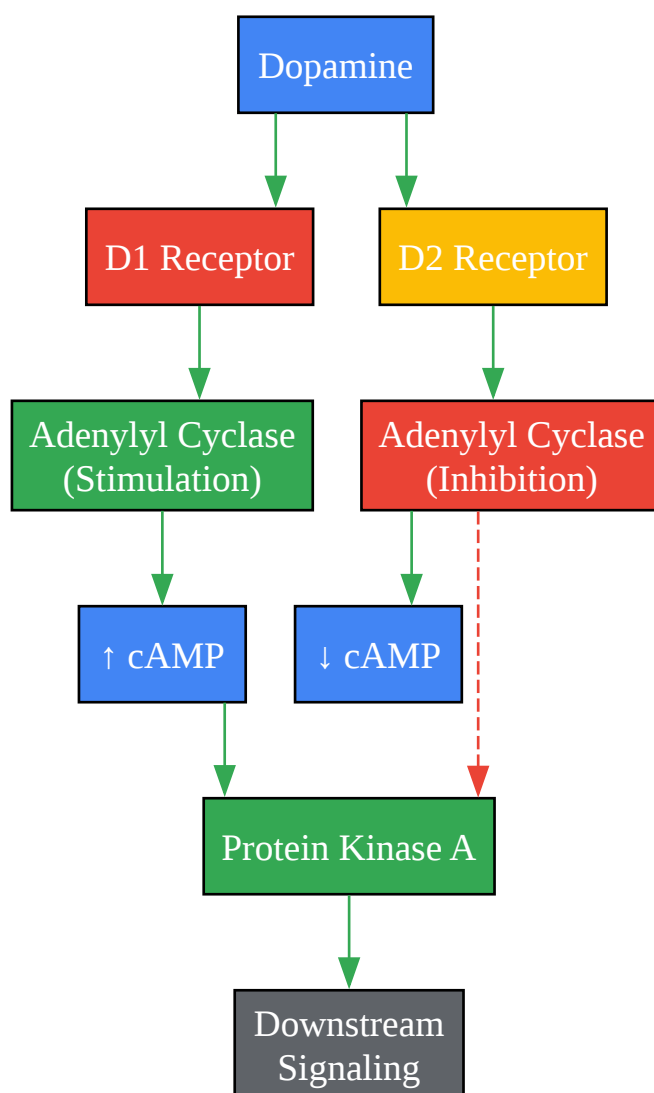 Dopamine
D1 Receptor
D2 Receptor
Adenylyl Cyclase
(Stimulation)
Adenylyl Cyclase
(Inhibition)
↑ cAMP
↓ cAMP
Protein Kinase A
Downstream
Signaling